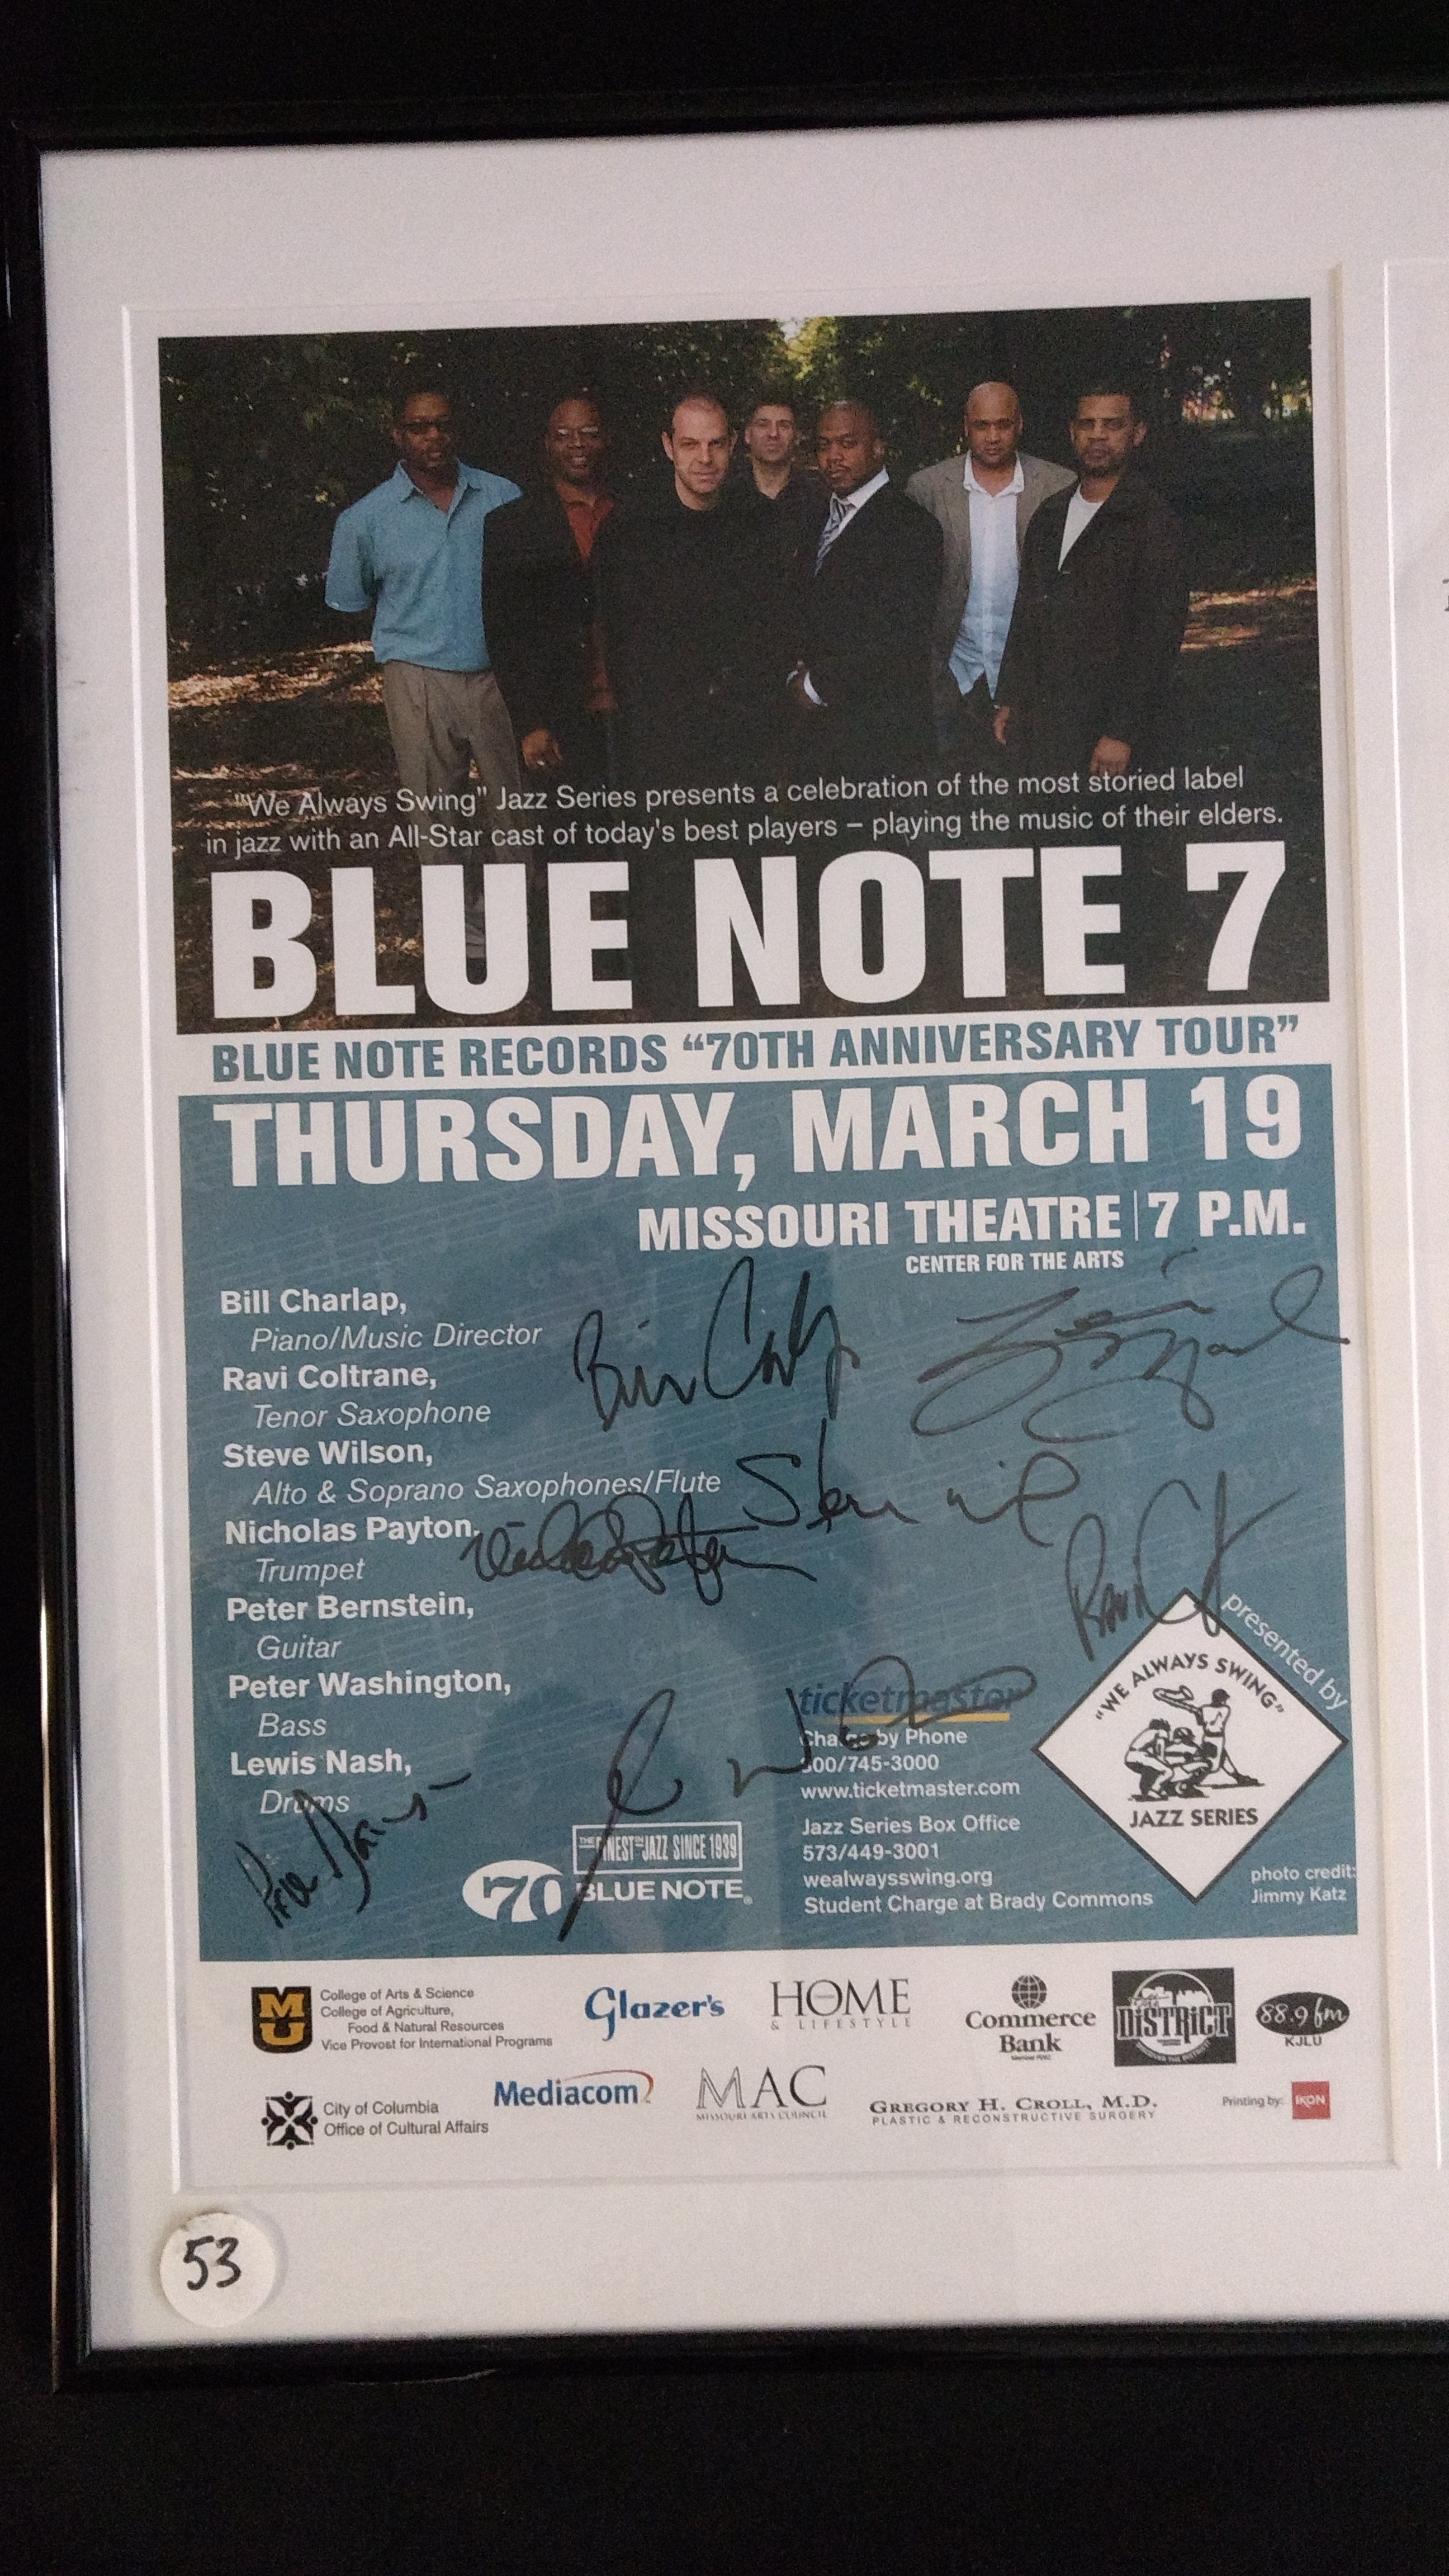 "We Always Swing" Jazz Series presents a celebration of the most storied label
in jazz with an All-Star cast of today's best players – playing the music of their elders.
BLUE NOTE 7
BLUE NOTE RECORDS “70TH ANNIVERSARY TOUR”
THURSDAY, MARCH 19
MISSOURI THEATRE | 7 P.M.
CENTER FOR THE ARTS
Bill Charlap,
Piano/Music Director
Ravi Coltrane,
Tenor Saxophone
Steve Wilson,
Alto & Soprano Saxophones/Flute
Nicholas Payton,
Trumpet
Peter Bernstein,
Guitar
Peter Washington,
Bass
Lewis Nash,
Drums
ticketmaster
Charge by Phone
800/745-3000
www.ticketmaster.com
Jazz Series Box Office
573/449-3001
wealwaysswing.org
Student Charge at Brady Commons
presented by
"WE ALWAYS SWING"
JAZZ SERIES
photo credit:
Jimmy Katz
THE FINEST IN JAZZ SINCE 1939
70 BLUE NOTE®
MU
College of Arts & Science
College of Agriculture,
Food & Natural Resources
Vice Provost for International Programs
Glazer's
HOME
& LIFESTYLE
Commerce
Bank
DISTRICT
88.9 fm
KJLU
City of Columbia
Office of Cultural Affairs
Mediacom
MAC
MISSOURI ARTS COUNCIL
GREGORY H. CROLL, M.D.
PLASTIC & RECONSTRUCTIVE SURGERY
Printing by: IKON
53